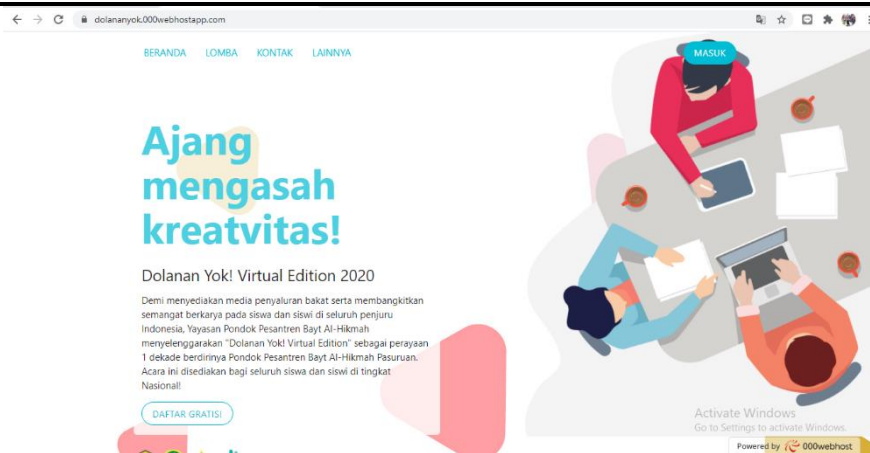 dolananyok.000webhostapp.com
BERANDA LOMBA KONTAK LAINNYA
MASUK
Ajang
mengasah
kreatvitas!
Dolanan Yok! Virtual Edition 2020
Demi menyediakan media penyaluran bakat serta membangkitkan
semangat berkarya pada siswa dan siswi di seluruh penjuru
Indonesia, Yayasan Pondok Pesantren Bayt Al-Hikmah
menyelenggarakan "Dolanan Yok! Virtual Edition" sebagai perayaan
1 dekade berdirinya Pondok Pesantren Bayt Al-Hikmah Pasuruan.
Acara ini disediakan bagi seluruh siswa dan siswi di tingkat
Nasional!
DAFTAR GRATIS!
Activate Windows
Go to Settings to activate Windows.
Powered by 000webhost